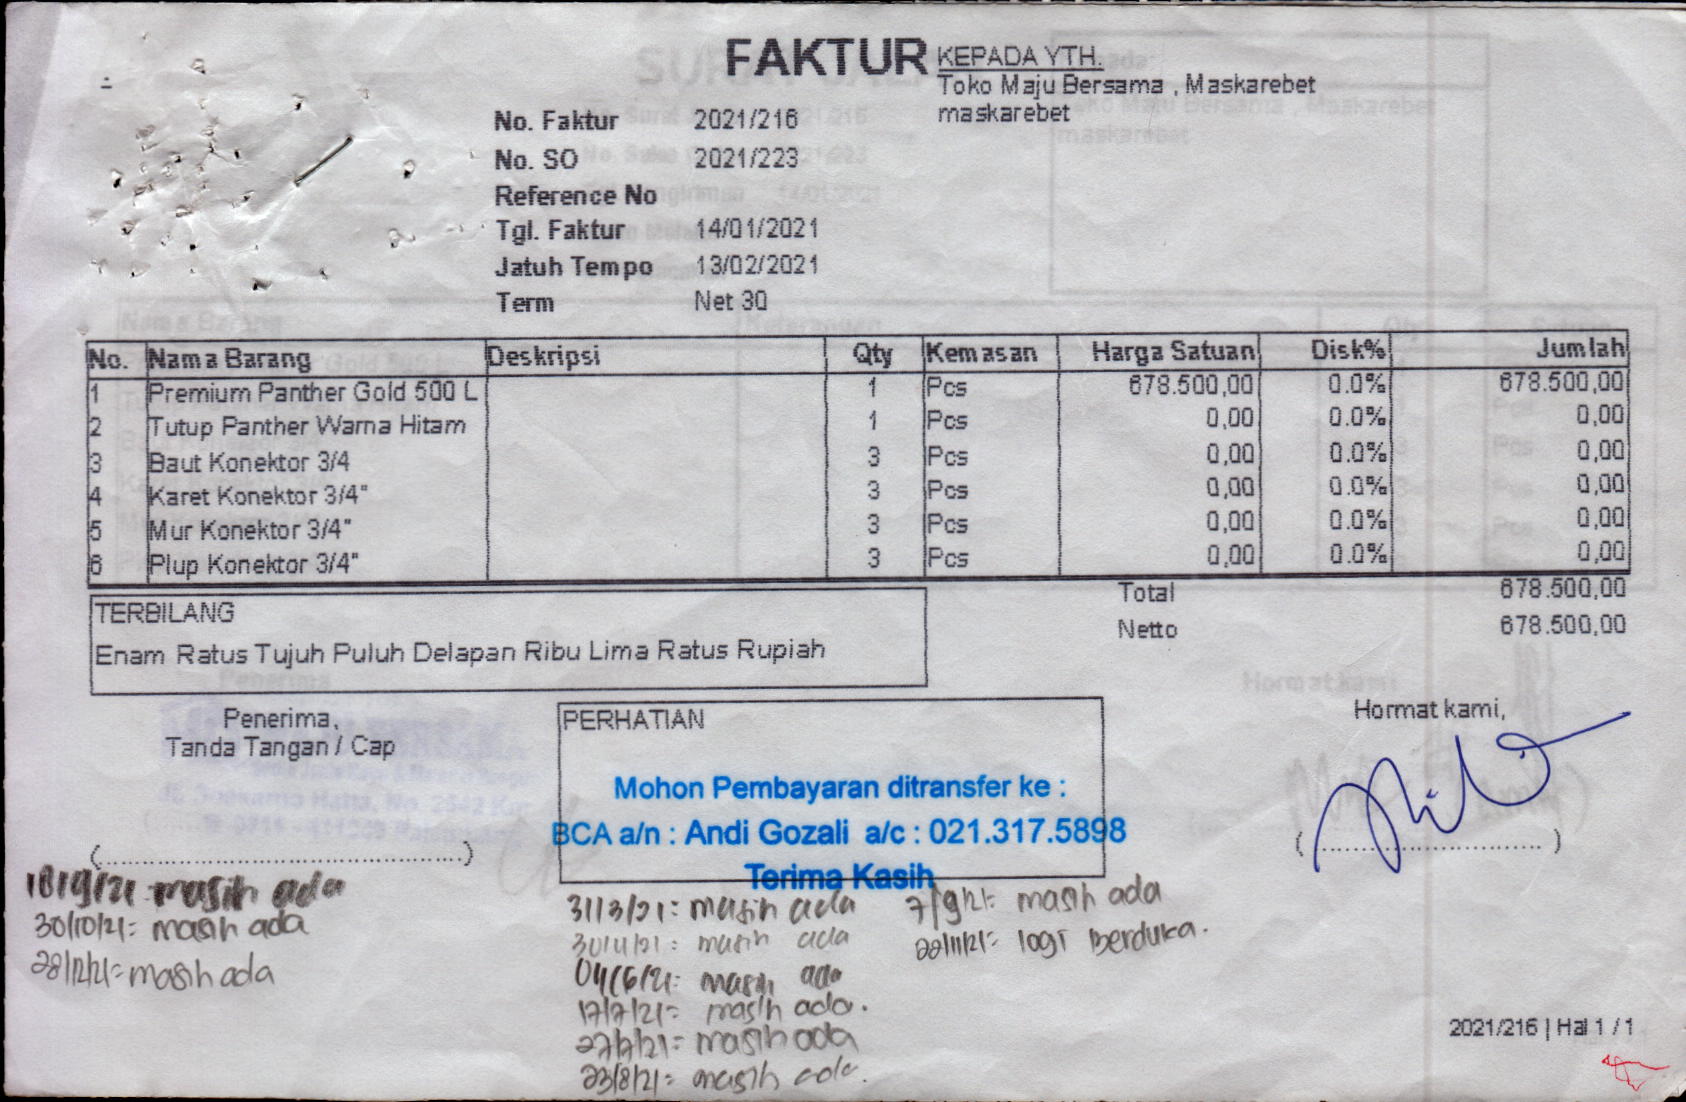 FAKTUR
KEPADA YTH.
Toko Maju Bersama , Maskarebet
maskarebet
No. Faktur 2021/216
No. SO 2021/223
Reference No
Tgl. Faktur 14/01/2021
Jatuh Tempo 13/02/2021
Term Net 30
No. Nama Barang Deskripsi Qty Kemasan Harga Satuan Disk% Jumlah
1 Premium Panther Gold 500 L 1 Pcs 678.500,00 0.0% 678.500,00
2 Tutup Panther Warna Hitam 1 Pcs 0,00 0.0% 0,00
3 Baut Konektor 3/4 3 Pcs 0,00 0.0% 0,00
4 Karet Konektor 3/4" 3 Pcs 0,00 0.0% 0,00
5 Mur Konektor 3/4" 3 Pcs 0,00 0.0% 0,00
6 Plup Konektor 3/4" 3 Pcs 0,00 0.0% 0,00
Total 678.500,00
Netto 678.500,00
TERBILANG
Enam Ratus Tujuh Puluh Delapan Ribu Lima Ratus Rupiah
Penerima,
Tanda Tangan / Cap
(............................................)
PERHATIAN
Mohon Pembayaran ditransfer ke :
BCA a/n : Andi Gozali a/c : 021.317.5898
Terima Kasih
Hormat kami,
(............................................)
18/9/21 masih ada
30/10/21: masih ada
28/12/21: masih ada
31/3/21: masih ada
30/4/21: masih ada
04/6/21: masih ada
17/7/21: masih ada.
27/7/21: masih ada
23/8/21: masih ada.
7/9/21: masih ada
22/11/21: logi berduka.
2021/216 | Hal 1 / 1